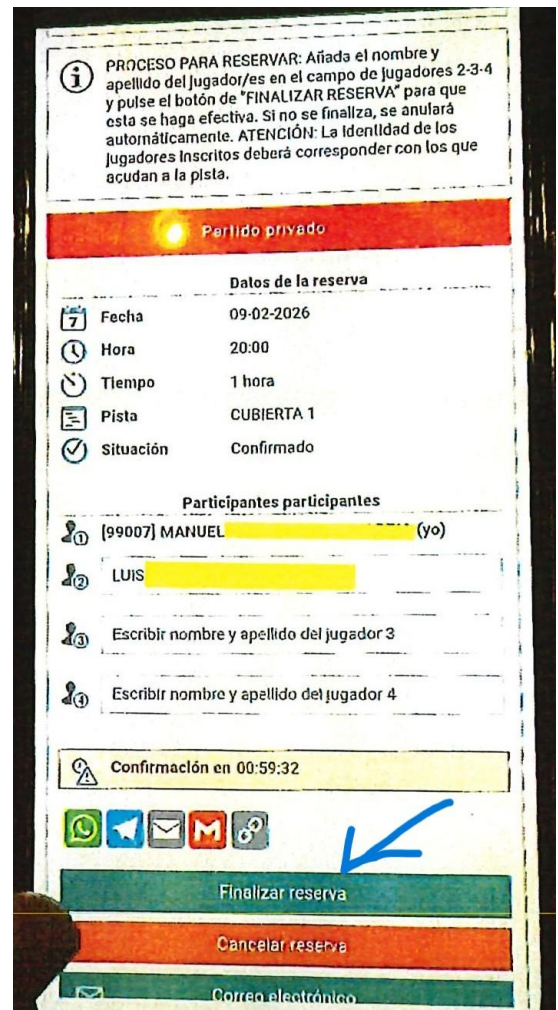 PROCESO PARA RESERVAR: Añada el nombre y
apellido del jugador/es en el campo de jugadores 2-3-4
y pulse el botón de "FINALIZAR RESERVA" para que
esta se haga efectiva. Si no se finaliza, se anulará
automáticamente. ATENCIÓN: La identidad de los
jugadores inscritos deberá corresponder con los que
acudan a la pista.
Partido privado
Datos de la reserva
7 Fecha 09-02-2026
Hora 20:00
Tiempo 1 hora
Pista CUBIERTA 1
Situación Confirmado
Participantes participantes
1 [99007] MANUEL (yo)
2 LUIS
3 Escribir nombre y apellido del jugador 3
4 Escribir nombre y apellido del jugador 4
Confirmación en 00:59:32
Finalizar reserva
Cancelar reserva
Correo electrónico